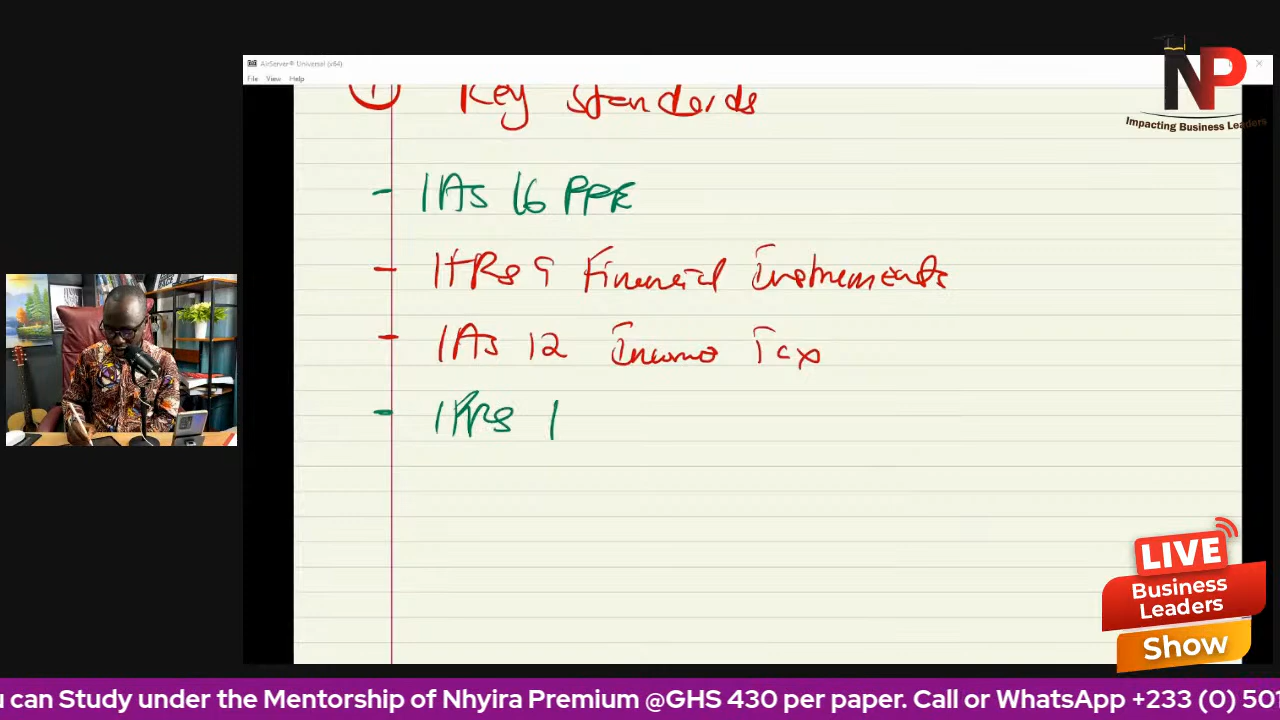 AirServer® Universal (x64)
File View Help
NP
Impacting Business Leaders
① Key Standards
- IAS 16 PPE
- IFRS 9 Financial Instruments
- IAS 12 Income Tax
- IFRS 1
LIVE
Business
Leaders
Show
can Study under the Mentorship of Nhyira Premium @GHS 430 per paper. Call or WhatsApp +233 (0) 501